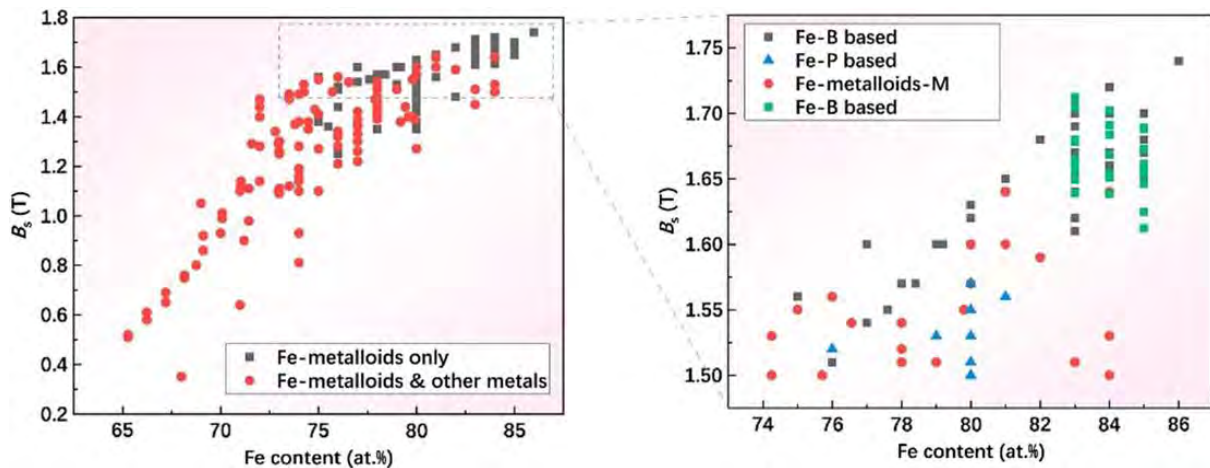 1.8
1.6
1.4
1.2
1.0
0.8
0.6
0.4
0.2
Bs (T)
65 70 75 80 85
Fe content (at.%)
Fe-metalloids only
Fe-metalloids & other metals
1.75
1.70
1.65
1.60
1.55
1.50
Bs (T)
74 76 78 80 82 84 86
Fe content (at.%)
Fe-B based
Fe-P based
Fe-metalloids-M
Fe-B based